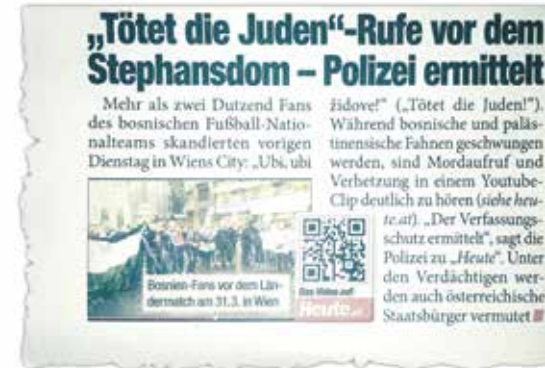 „Tötet die Juden“-Rufe vor dem
Stephansdom – Polizei ermittelt
Mehr als zwei Dutzend Fans
des bosnischen Fußball-Natio-
nalteams skandierten vorigen
Dienstag in Wiens City: „Ubi, ubi
židove!“ („Tötet die Juden!“).
Während bosnische und paläs-
tinensische Fahnen geschwungen
werden, sind Mordaufruf und
Verhetzung in einem Youtube-
Clip deutlich zu hören (siehe heu-
te.at). „Der Verfassungs-
schutz ermittelt“, sagt die
Polizei zu „Heute“. Unter
den Verdächtigen wer-
den auch österreichische
Staatsbürger vermutet
Bosnien-Fans vor dem Län-
dermatch am 31.3. in Wien
Das Video auf!
Heute.at